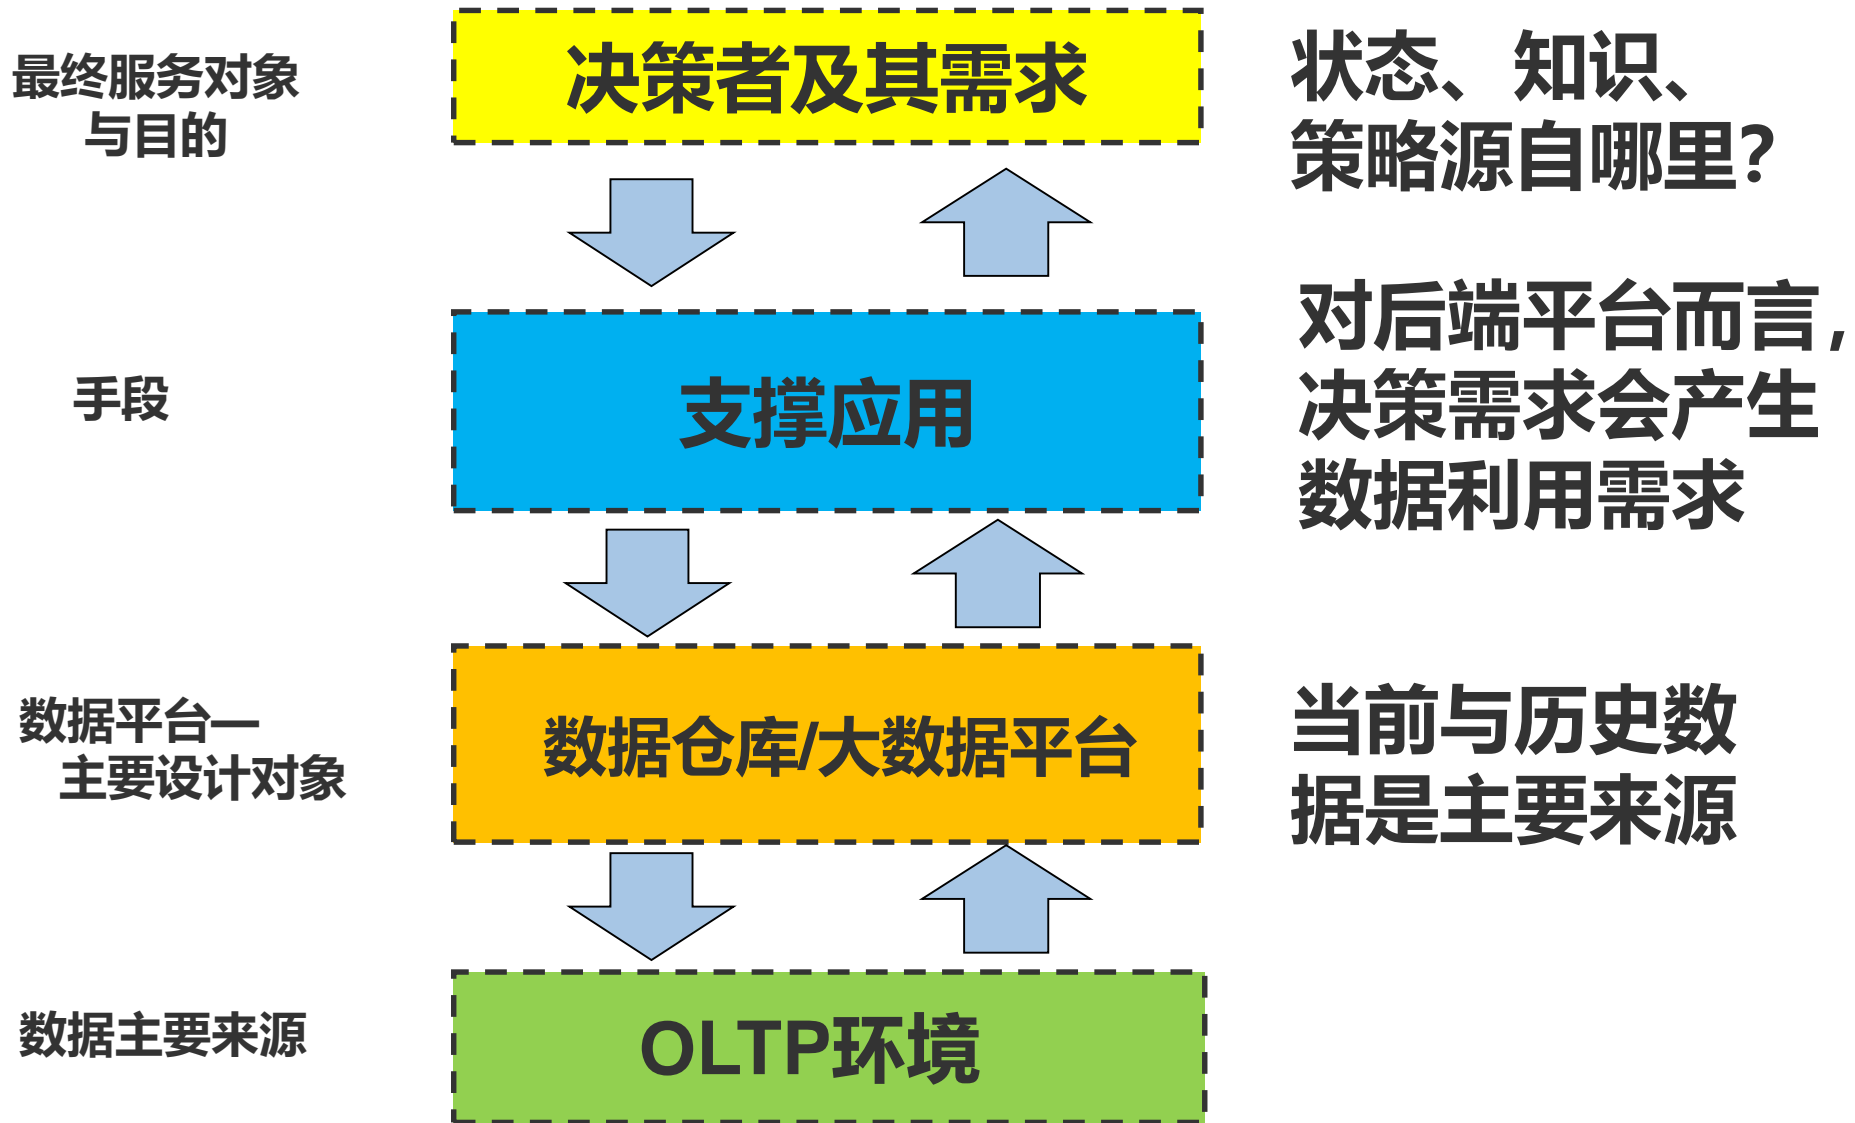 最终服务对象
与目的
决策者及其需求
状态、知识、
策略源自哪里？
手段
支撑应用
对后端平台而言，
决策需求会产生
数据利用需求
数据平台—
主要设计对象
数据仓库/大数据平台
当前与历史数
据是主要来源
数据主要来源
OLTP环境